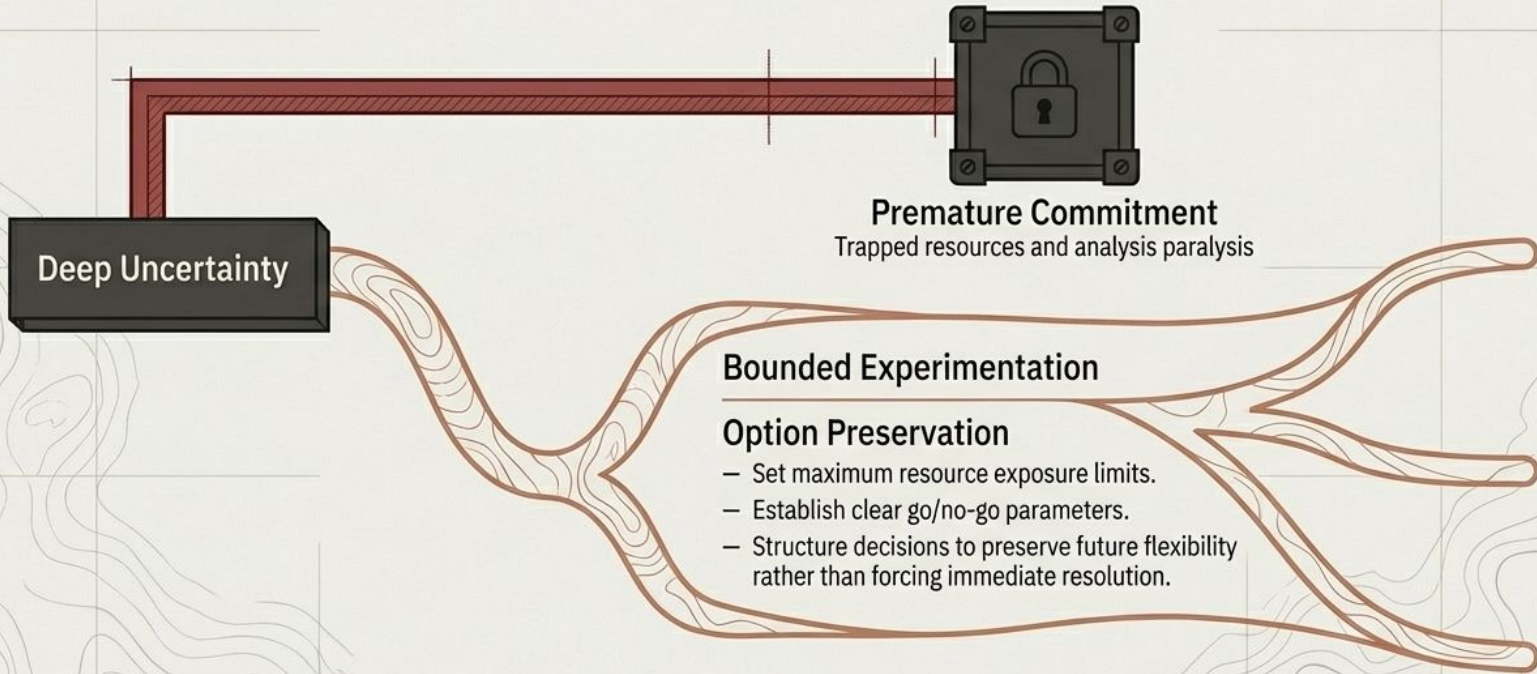 Deep Uncertainty
Premature Commitment
Trapped resources and analysis paralysis
Bounded Experimentation
Option Preservation
— Set maximum resource exposure limits.
— Establish clear go/no-go parameters.
— Structure decisions to preserve future flexibility
rather than forcing immediate resolution.